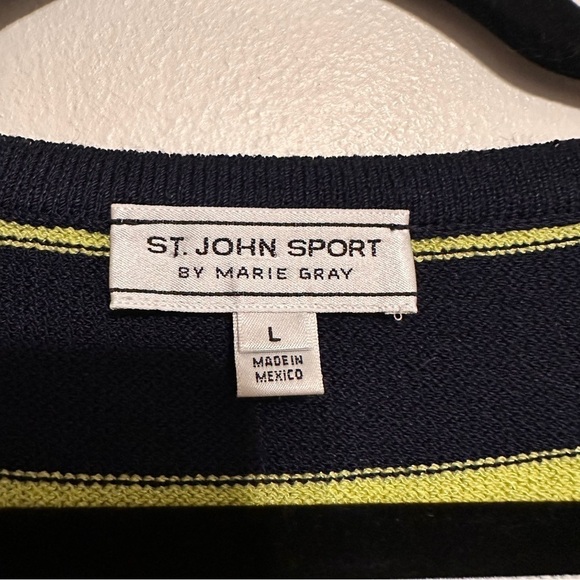 ST. JOHN SPORT
BY MARIE GRAY
L
MADE IN
MEXICO